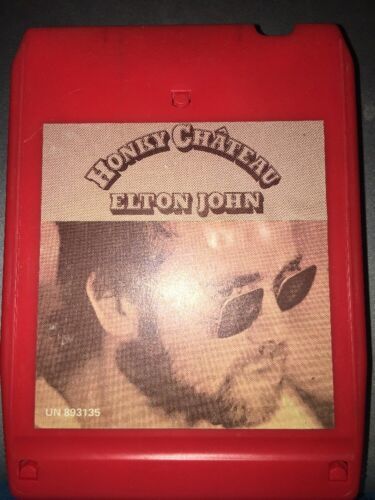 HONKY CHÂTEAU
ELTON JOHN
UN 893135